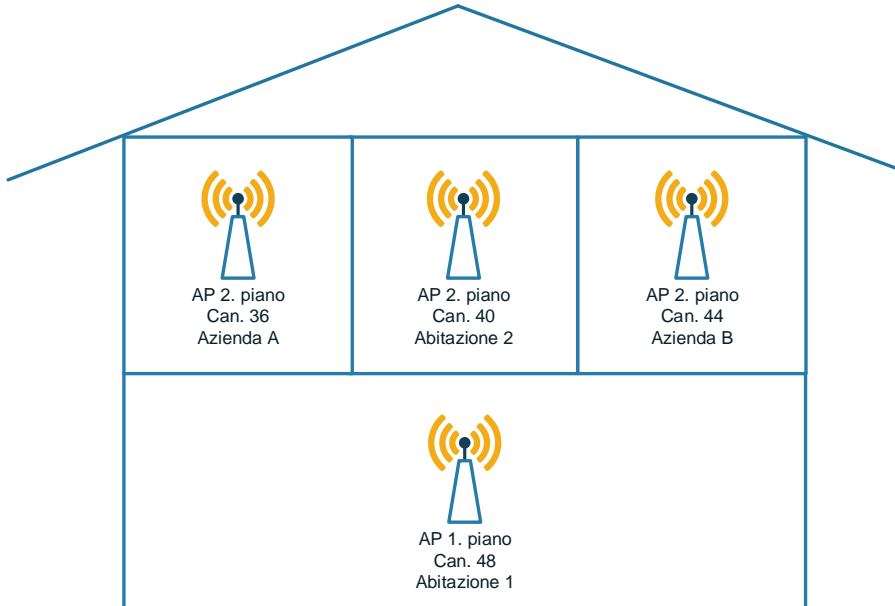 AP 2. piano
Can. 36
Azienda A
AP 2. piano
Can. 40
Abitazione 2
AP 2. piano
Can. 44
Azienda B
AP 1. piano
Can. 48
Abitazione 1